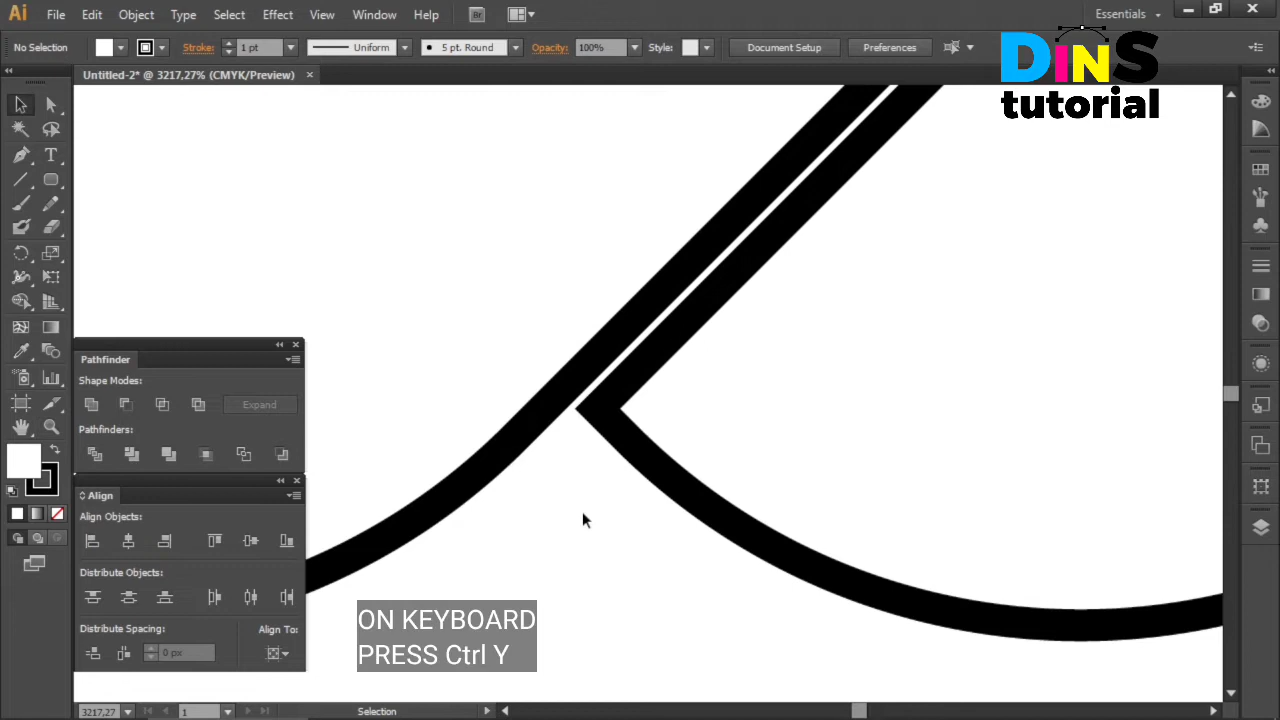 Ai File Edit Object Type Select Effect View Window Help Br Essentials
No Selection Stroke: 1 pt Uniform 5 pt. Round Opacity: 100% Style: Document Setup Preferences
Untitled-2* @ 3217,27% (CMYK/Preview)
DINS
tutorial
Pathfinder
Shape Modes:
Expand
Pathfinders:
Align
Align Objects:
Distribute Objects:
Distribute Spacing: Align To:
0 px
ON KEYBOARD
PRESS Ctrl Y
3217,27 1 Selection